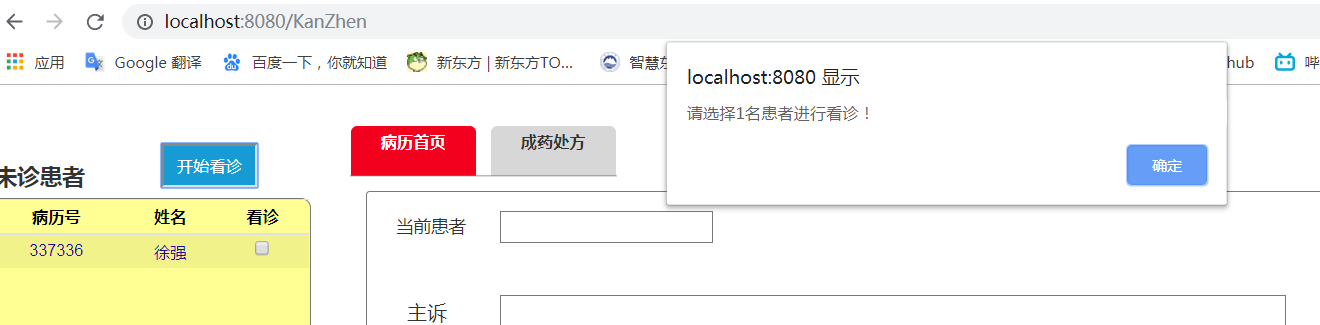 localhost:8080/KanZhen
应用 Google 翻译 百度一下，你就知道 新东方 | 新东方TO... 智慧东 hub 哔
localhost:8080 显示
请选择1名患者进行看诊！
确定
病历首页 成药处方
未诊患者 开始看诊
病历号 姓名 看诊
337336 徐强
当前患者
主诉